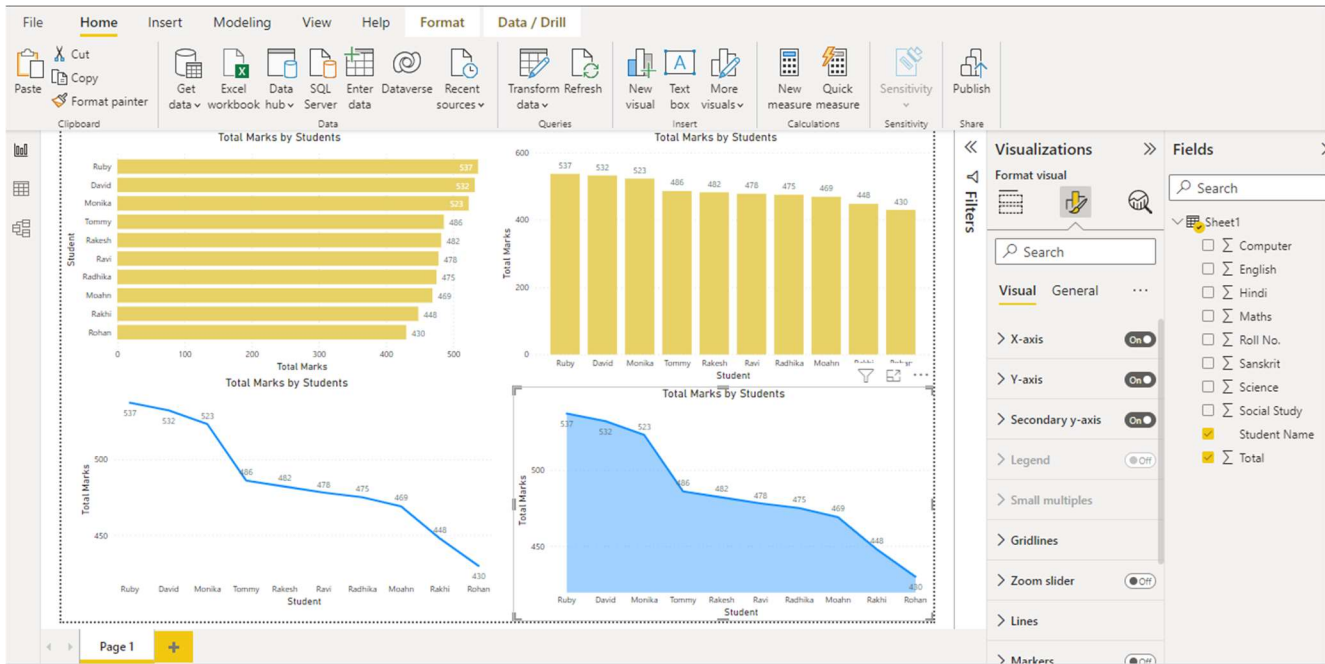 File Home Insert Modeling View Help Format Data / Drill
Paste
Cut
Copy
Format painter
Clipboard
Get data
Excel workbook
Data hub
SQL Server
Enter data
Dataverse
Recent sources
Data
Transform data
Refresh
Queries
New visual
Text box
More visuals
Insert
New measure
Quick measure
Calculations
Sensitivity
Sensitivity
Publish
Share
Total Marks by Students
Student
Ruby 537
David 532
Monika 523
Tommy 486
Rakesh 482
Ravi 478
Radhika 475
Moahn 469
Rakhi 448
Rohan 430
0 100 200 300 400 500
Total Marks
Total Marks by Students
Total Marks
600
400
200
0
537 532 523 486 482 478 475 469 448 430
Ruby David Monika Tommy Rakesh Ravi Radhika Moahn Rakhi Rohan
Student
Total Marks by Students
Total Marks
500
450
537 532 523 486 482 478 475 469 448 430
Ruby David Monika Tommy Rakesh Ravi Radhika Moahn Rakhi Rohan
Student
Total Marks by Students
Total Marks
500
450
537 532 523 486 482 478 475 469 448 430
Ruby David Monika Tommy Rakesh Ravi Radhika Moahn Rakhi Rohan
Student
Filters
Visualizations
Format visual
Search
Visual General
X-axis On
Y-axis On
Secondary y-axis On
Legend Off
Small multiples
Gridlines
Zoom slider Off
Lines
Markers Off
Fields
Search
Sheet1
Computer
English
Hindi
Maths
Roll No.
Sanskrit
Science
Social Study
Student Name
Total
Page 1